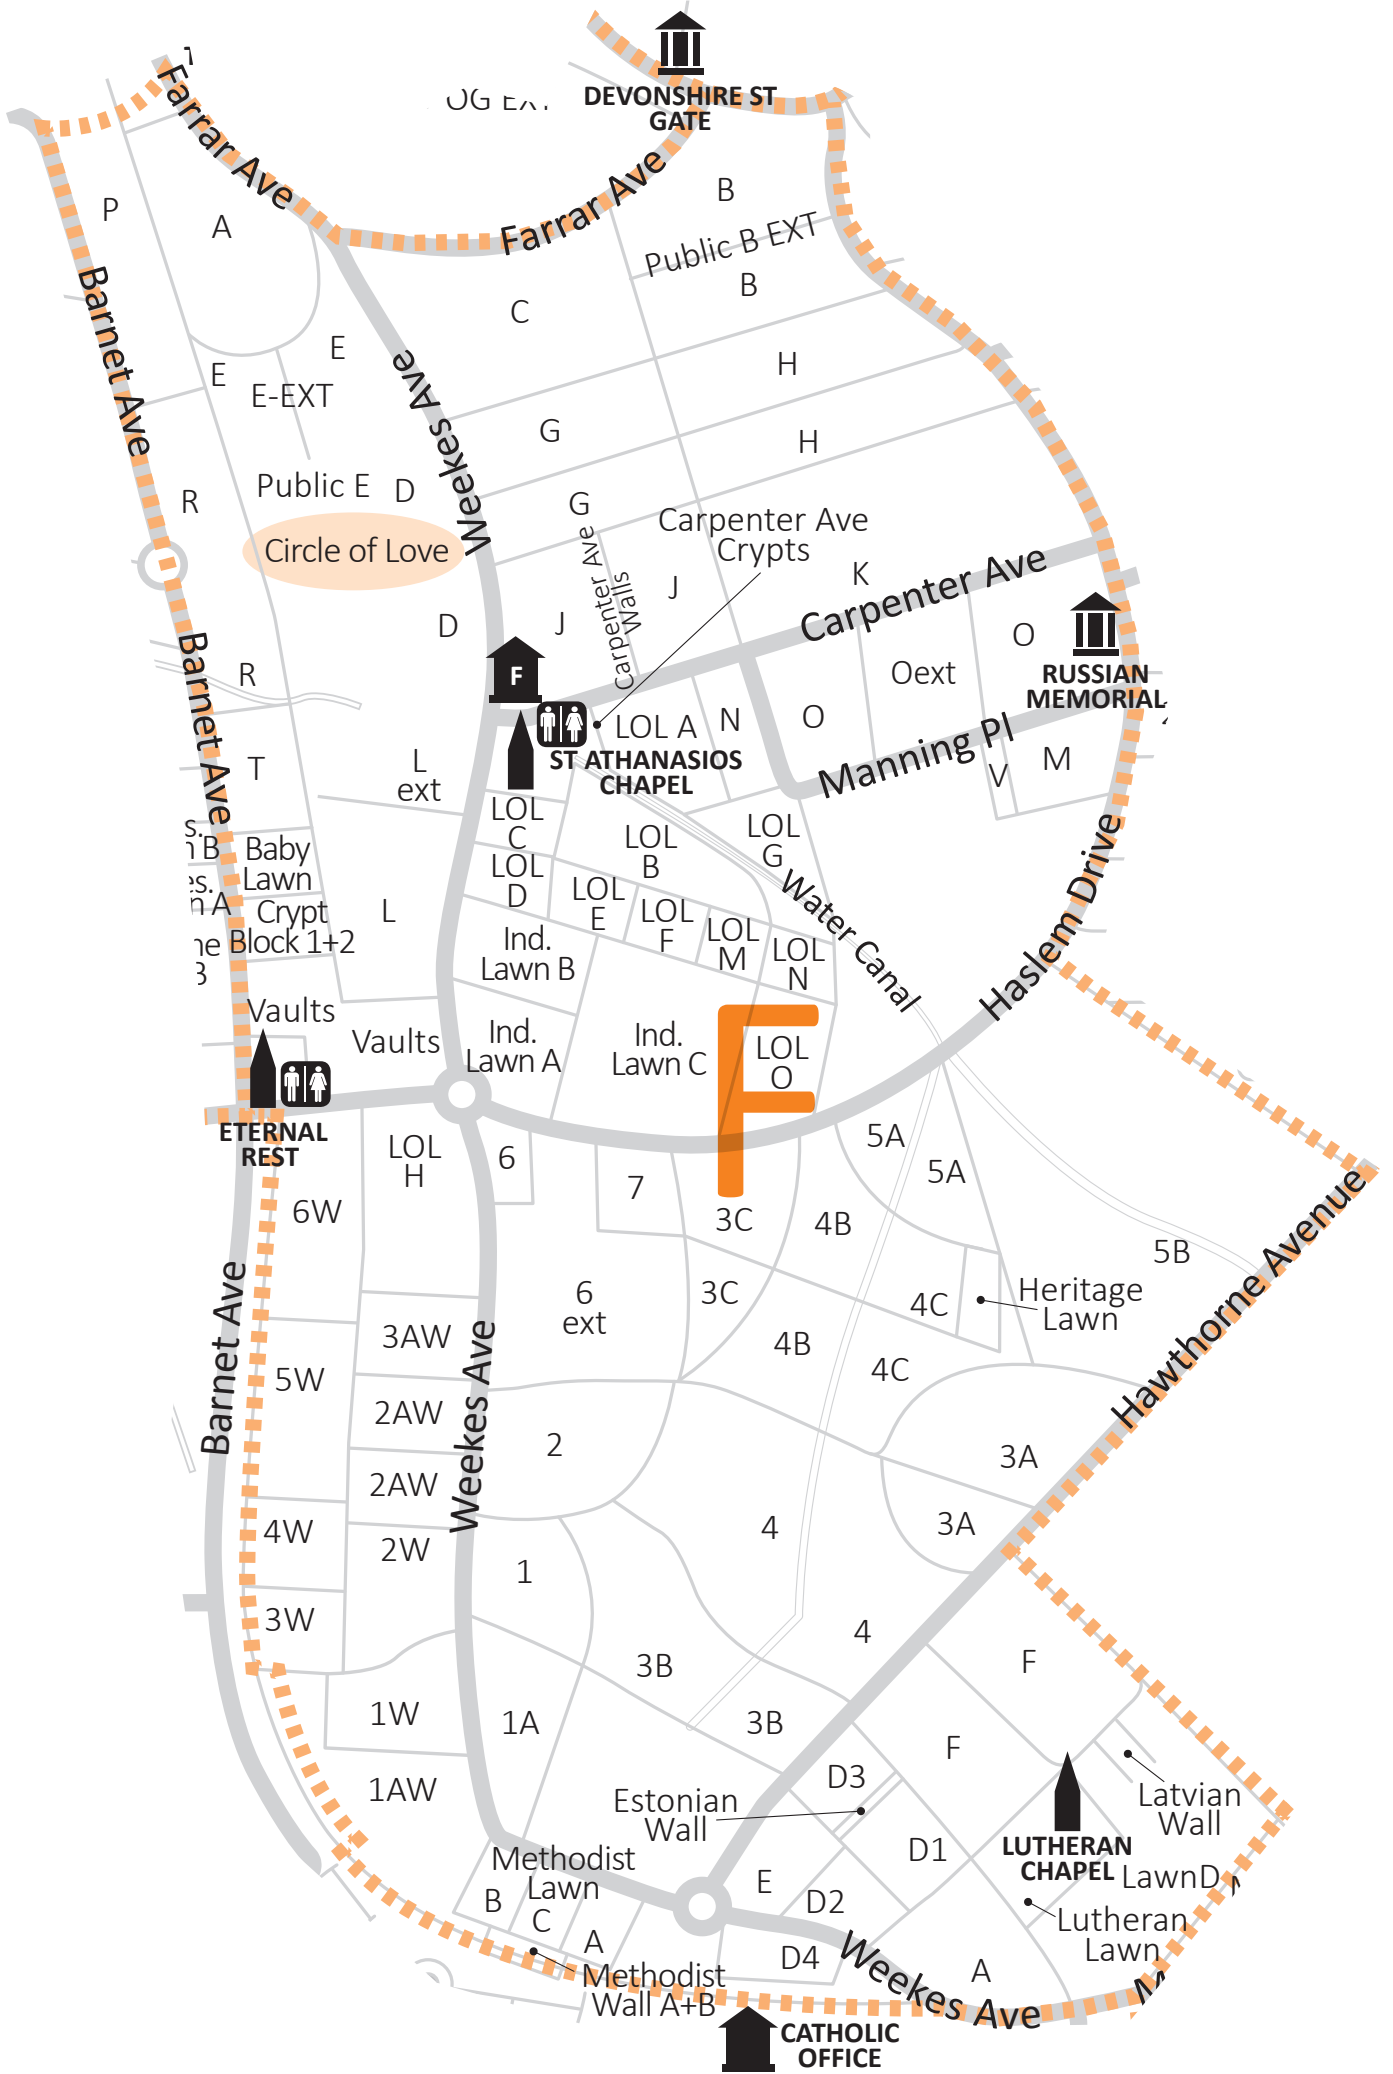 DEVONSHIRE ST
GATE
Farrar Ave
Farrar Ave
P
A
B
Public B EXT
B
C
Barnet Ave
E
E
E-EXT
H
Weekes Ave
G
H
Public E
D
R
G
Carpenter Ave
Crypts
Circle of Love
Carpenter Ave
Walls
J
K
Carpenter Ave
D
J
F
O
Oext
RUSSIAN
MEMORIAL
Barnet Ave
R
LOL A
N
O
Manning Pl
ST ATHANASIOS
CHAPEL
T
L
ext
V
M
LOL
C
LOL
B
LOL
G
Baby
Lawn
LOL
D
LOL
E
LOL
F
LOL
M
LOL
N
Water Canal
Haslem Drive
Crypt
Block 1+2
L
Ind.
Lawn B
Vaults
Vaults
Ind.
Lawn A
Ind.
Lawn C
F
LOL
O
ETERNAL
REST
LOL
H
6
7
5A
5A
6W
3C
4B
5B
Hawthorne Avenue
Barnet Ave
6
ext
3C
4C
Heritage
Lawn
3AW
4B
4C
5W
2AW
Weekes Ave
2
3A
2AW
4W
2W
4
3A
1
3W
4
3B
F
1W
1A
3B
F
1AW
D3
Estonian
Wall
Latvian
Wall
D1
LUTHERAN
CHAPEL
Lawn D
Methodist
Lawn
B
C
A
E
D2
Lutheran
Lawn
D4
Weekes Ave
A
Methodist
Wall A+B
CATHOLIC
OFFICE